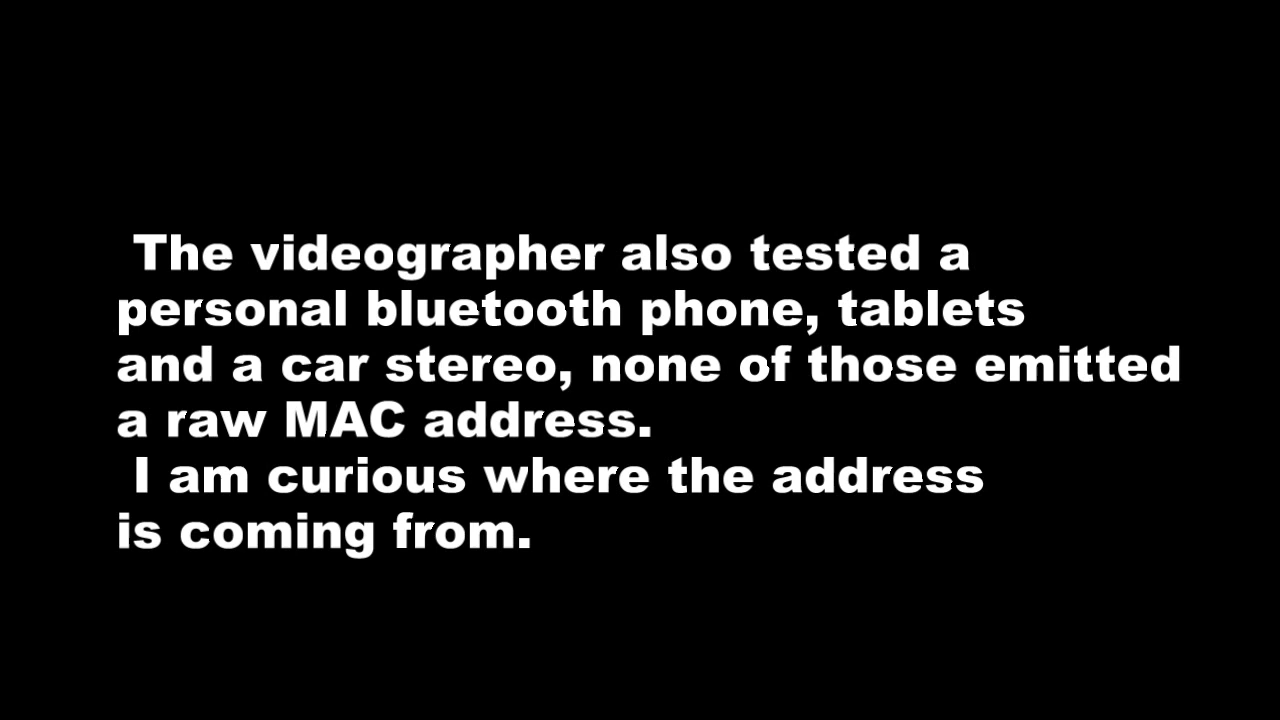 The videographer also tested a
personal bluetooth phone, tablets
and a car stereo, none of those emitted
a raw MAC address.
I am curious where the address
is coming from.